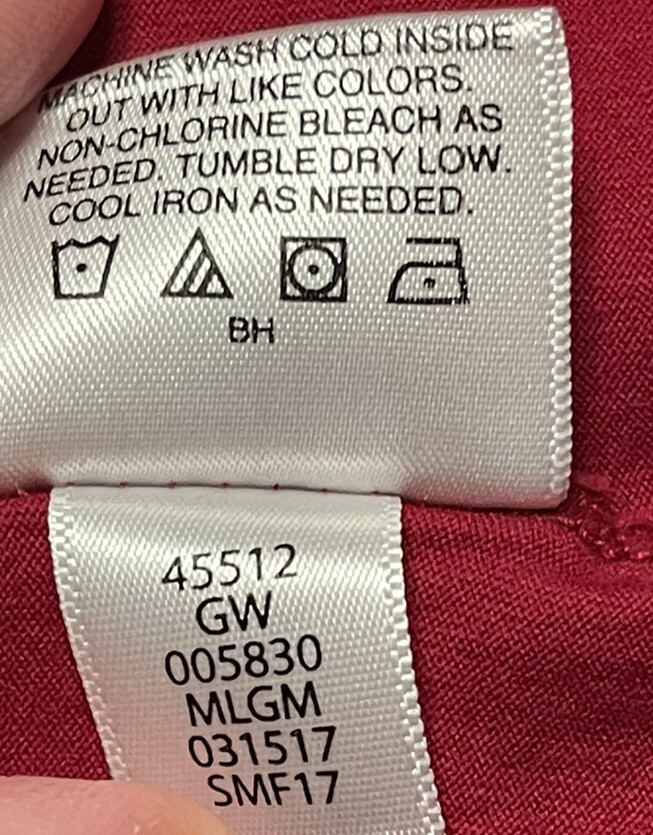 MACHINE WASH COLD INSIDE
OUT WITH LIKE COLORS.
NON-CHLORINE BLEACH AS
NEEDED. TUMBLE DRY LOW.
COOL IRON AS NEEDED.
BH
45512
GW
005830
MLGM
031517
SMF17